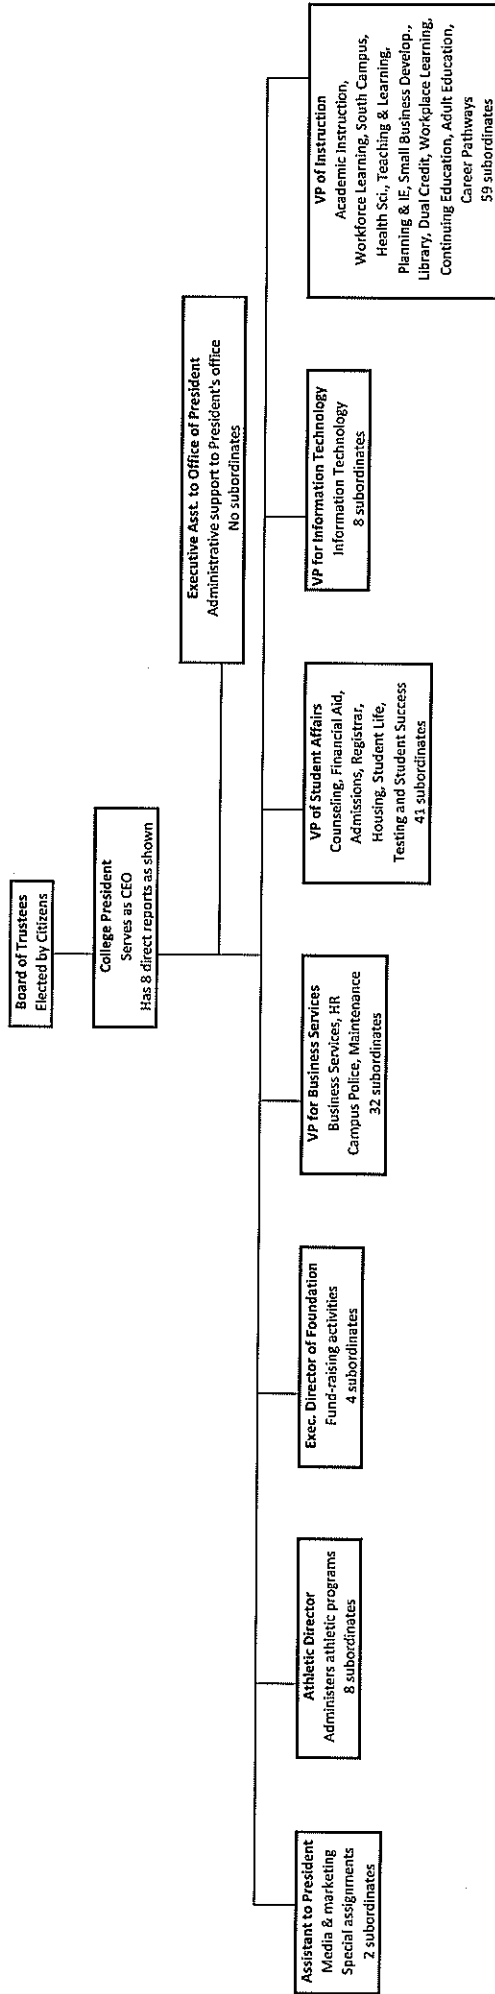 Board of Trustees
Elected by Citizens
College President
Serves as CEO
Has 8 direct reports as shown
Executive Asst. to Office of President
Administrative support to President's office
No subordinates
Assistant to President
Media & marketing
Special assignments
2 subordinates
Athletic Director
Administers athletic programs
8 subordinates
Exec. Director of Foundation
Fund-raising activities
4 subordinates
VP for Business Services
Business Services, HR
Campus Police, Maintenance
32 subordinates
VP of Student Affairs
Counseling, Financial Aid,
Admissions, Registrar,
Housing, Student Life,
Testing and Student Success
41 subordinates
VP for Information Technology
Information Technology
8 subordinates
VP of Instruction
Academic Instruction,
Workforce Learning, South Campus,
Health Sci., Teaching & Learning,
Planning & IE, Small Business Develop.,
Library, Dual Credit, Workplace Learning,
Continuing Education, Adult Education,
Career Pathways
59 subordinates